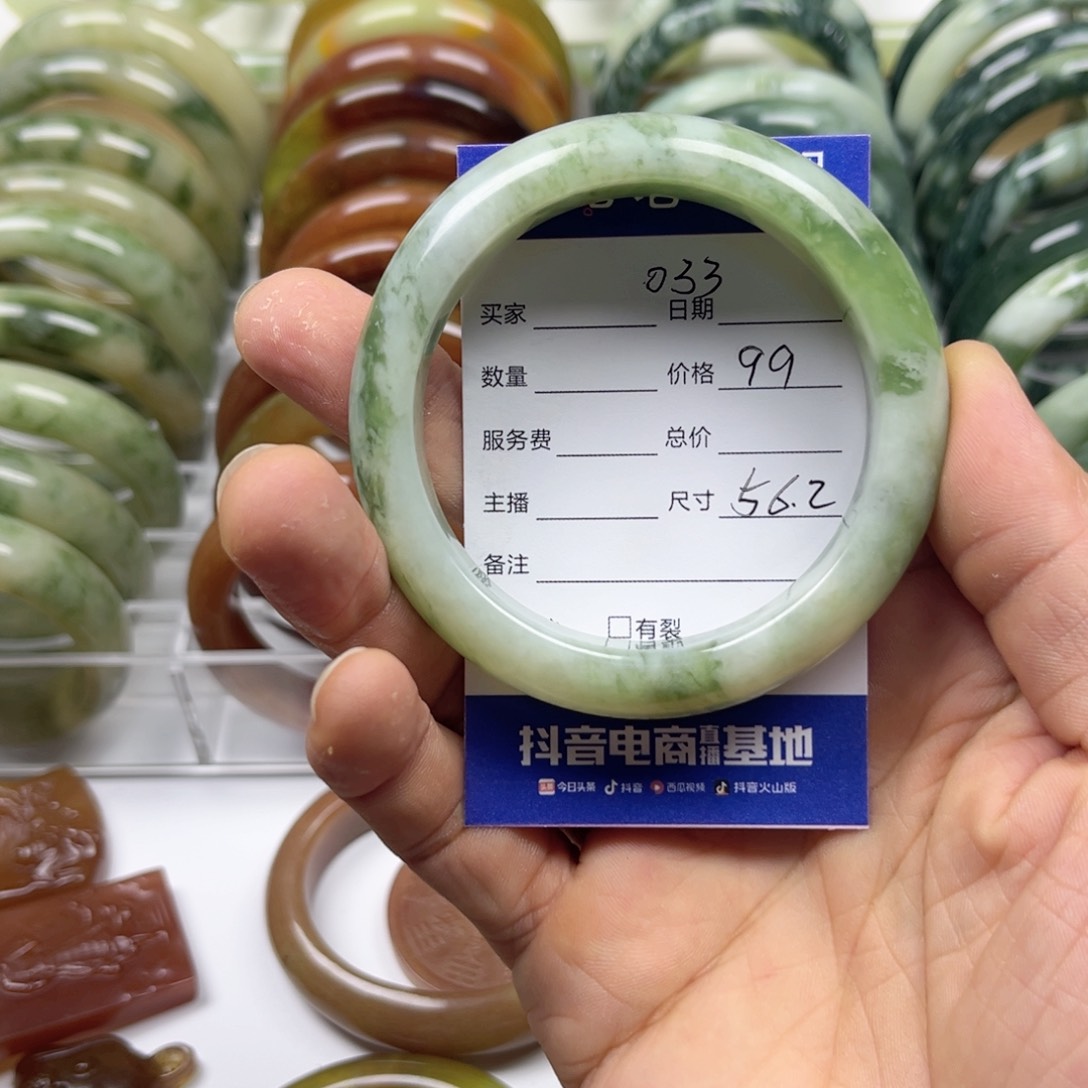 033
买家 日期
数量 价格 99
服务费 总价
主播 尺寸 56.2
备注
□有裂
抖音电商直播基地
头条 今日头条 抖音 西瓜视频 抖音火山版